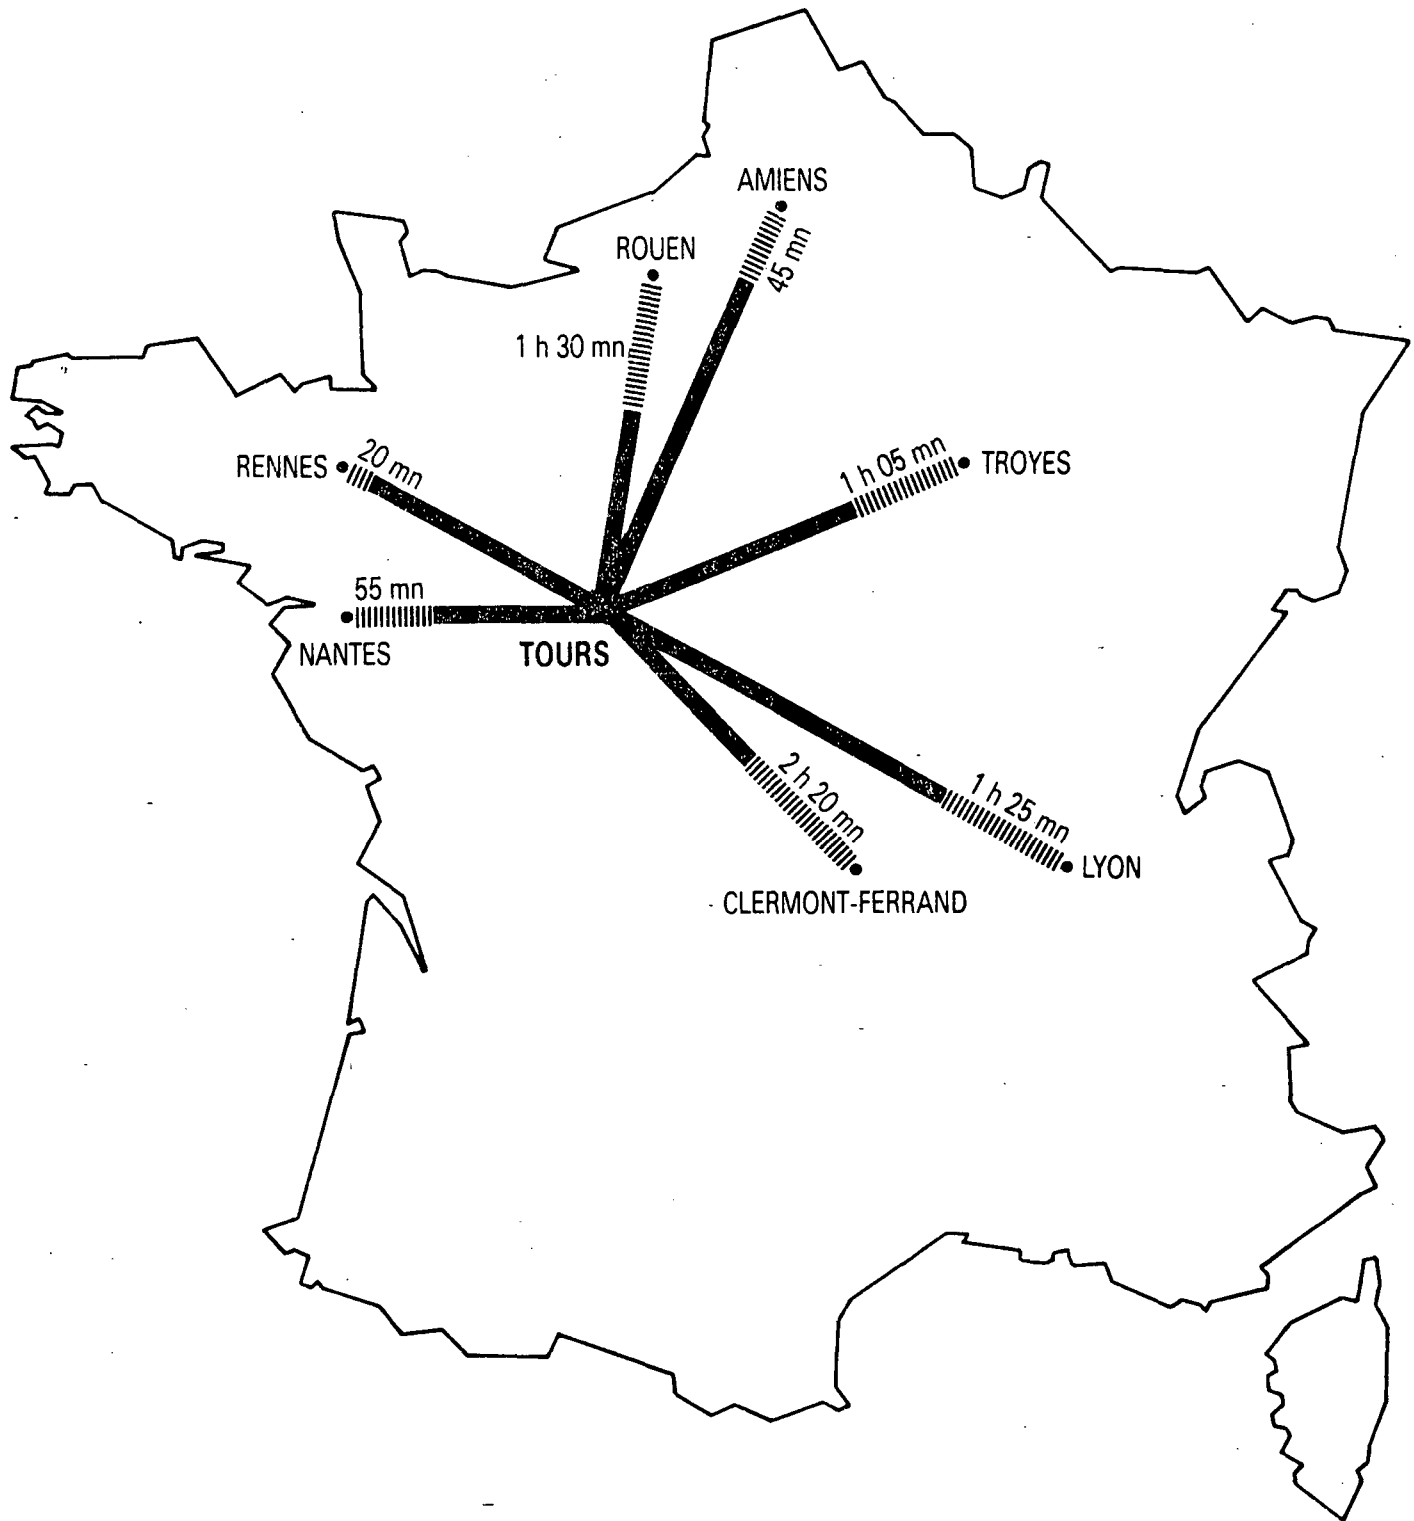 AMIENS
45 mn
ROUEN
1 h 30 mn
RENNES
20 mn
1 h 05 mn
TROYES
55 mn
NANTES
TOURS
2 h 20 mn
1 h 25 mn
LYON
CLERMONT-FERRAND